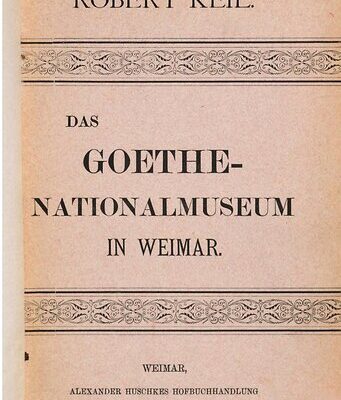 ROBERT KEIL.
DAS
GOETHE-
NATIONALMUSEUM
IN WEIMAR.
WEIMAR,
ALEXANDER HUSCHKES HOFBUCHHANDLUNG